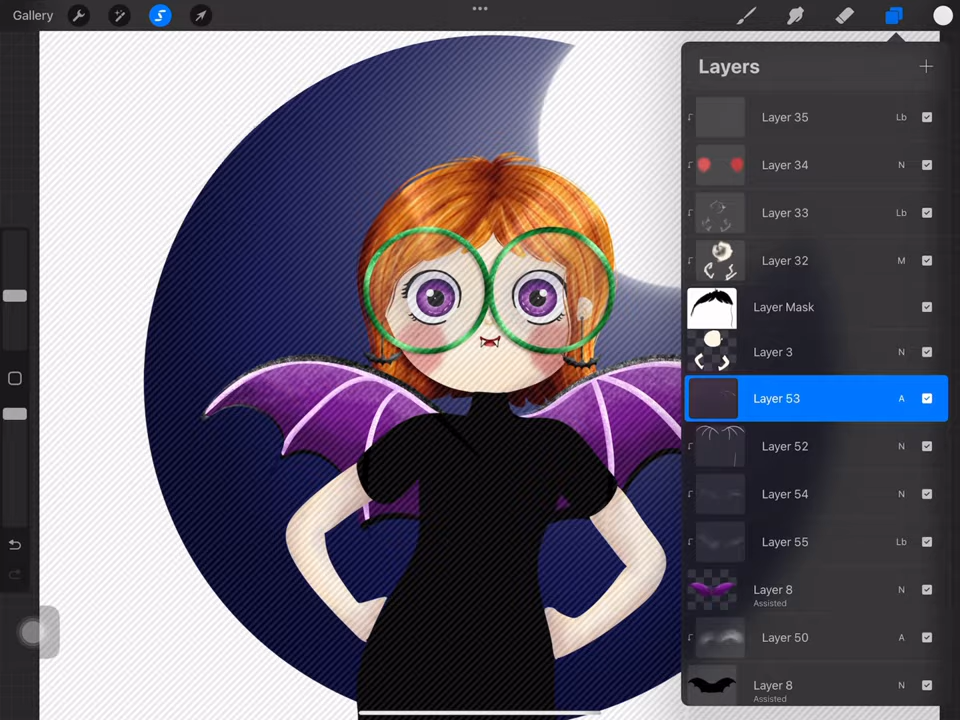 Gallery
Layers
Layer 35 Lb
Layer 34 N
Layer 33 Lb
Layer 32 M
Layer Mask
Layer 3 N
Layer 53 A
Layer 52 N
Layer 54 N
Layer 55 Lb
Layer 8 N
Assisted
Layer 50 A
Layer 8 N
Assisted